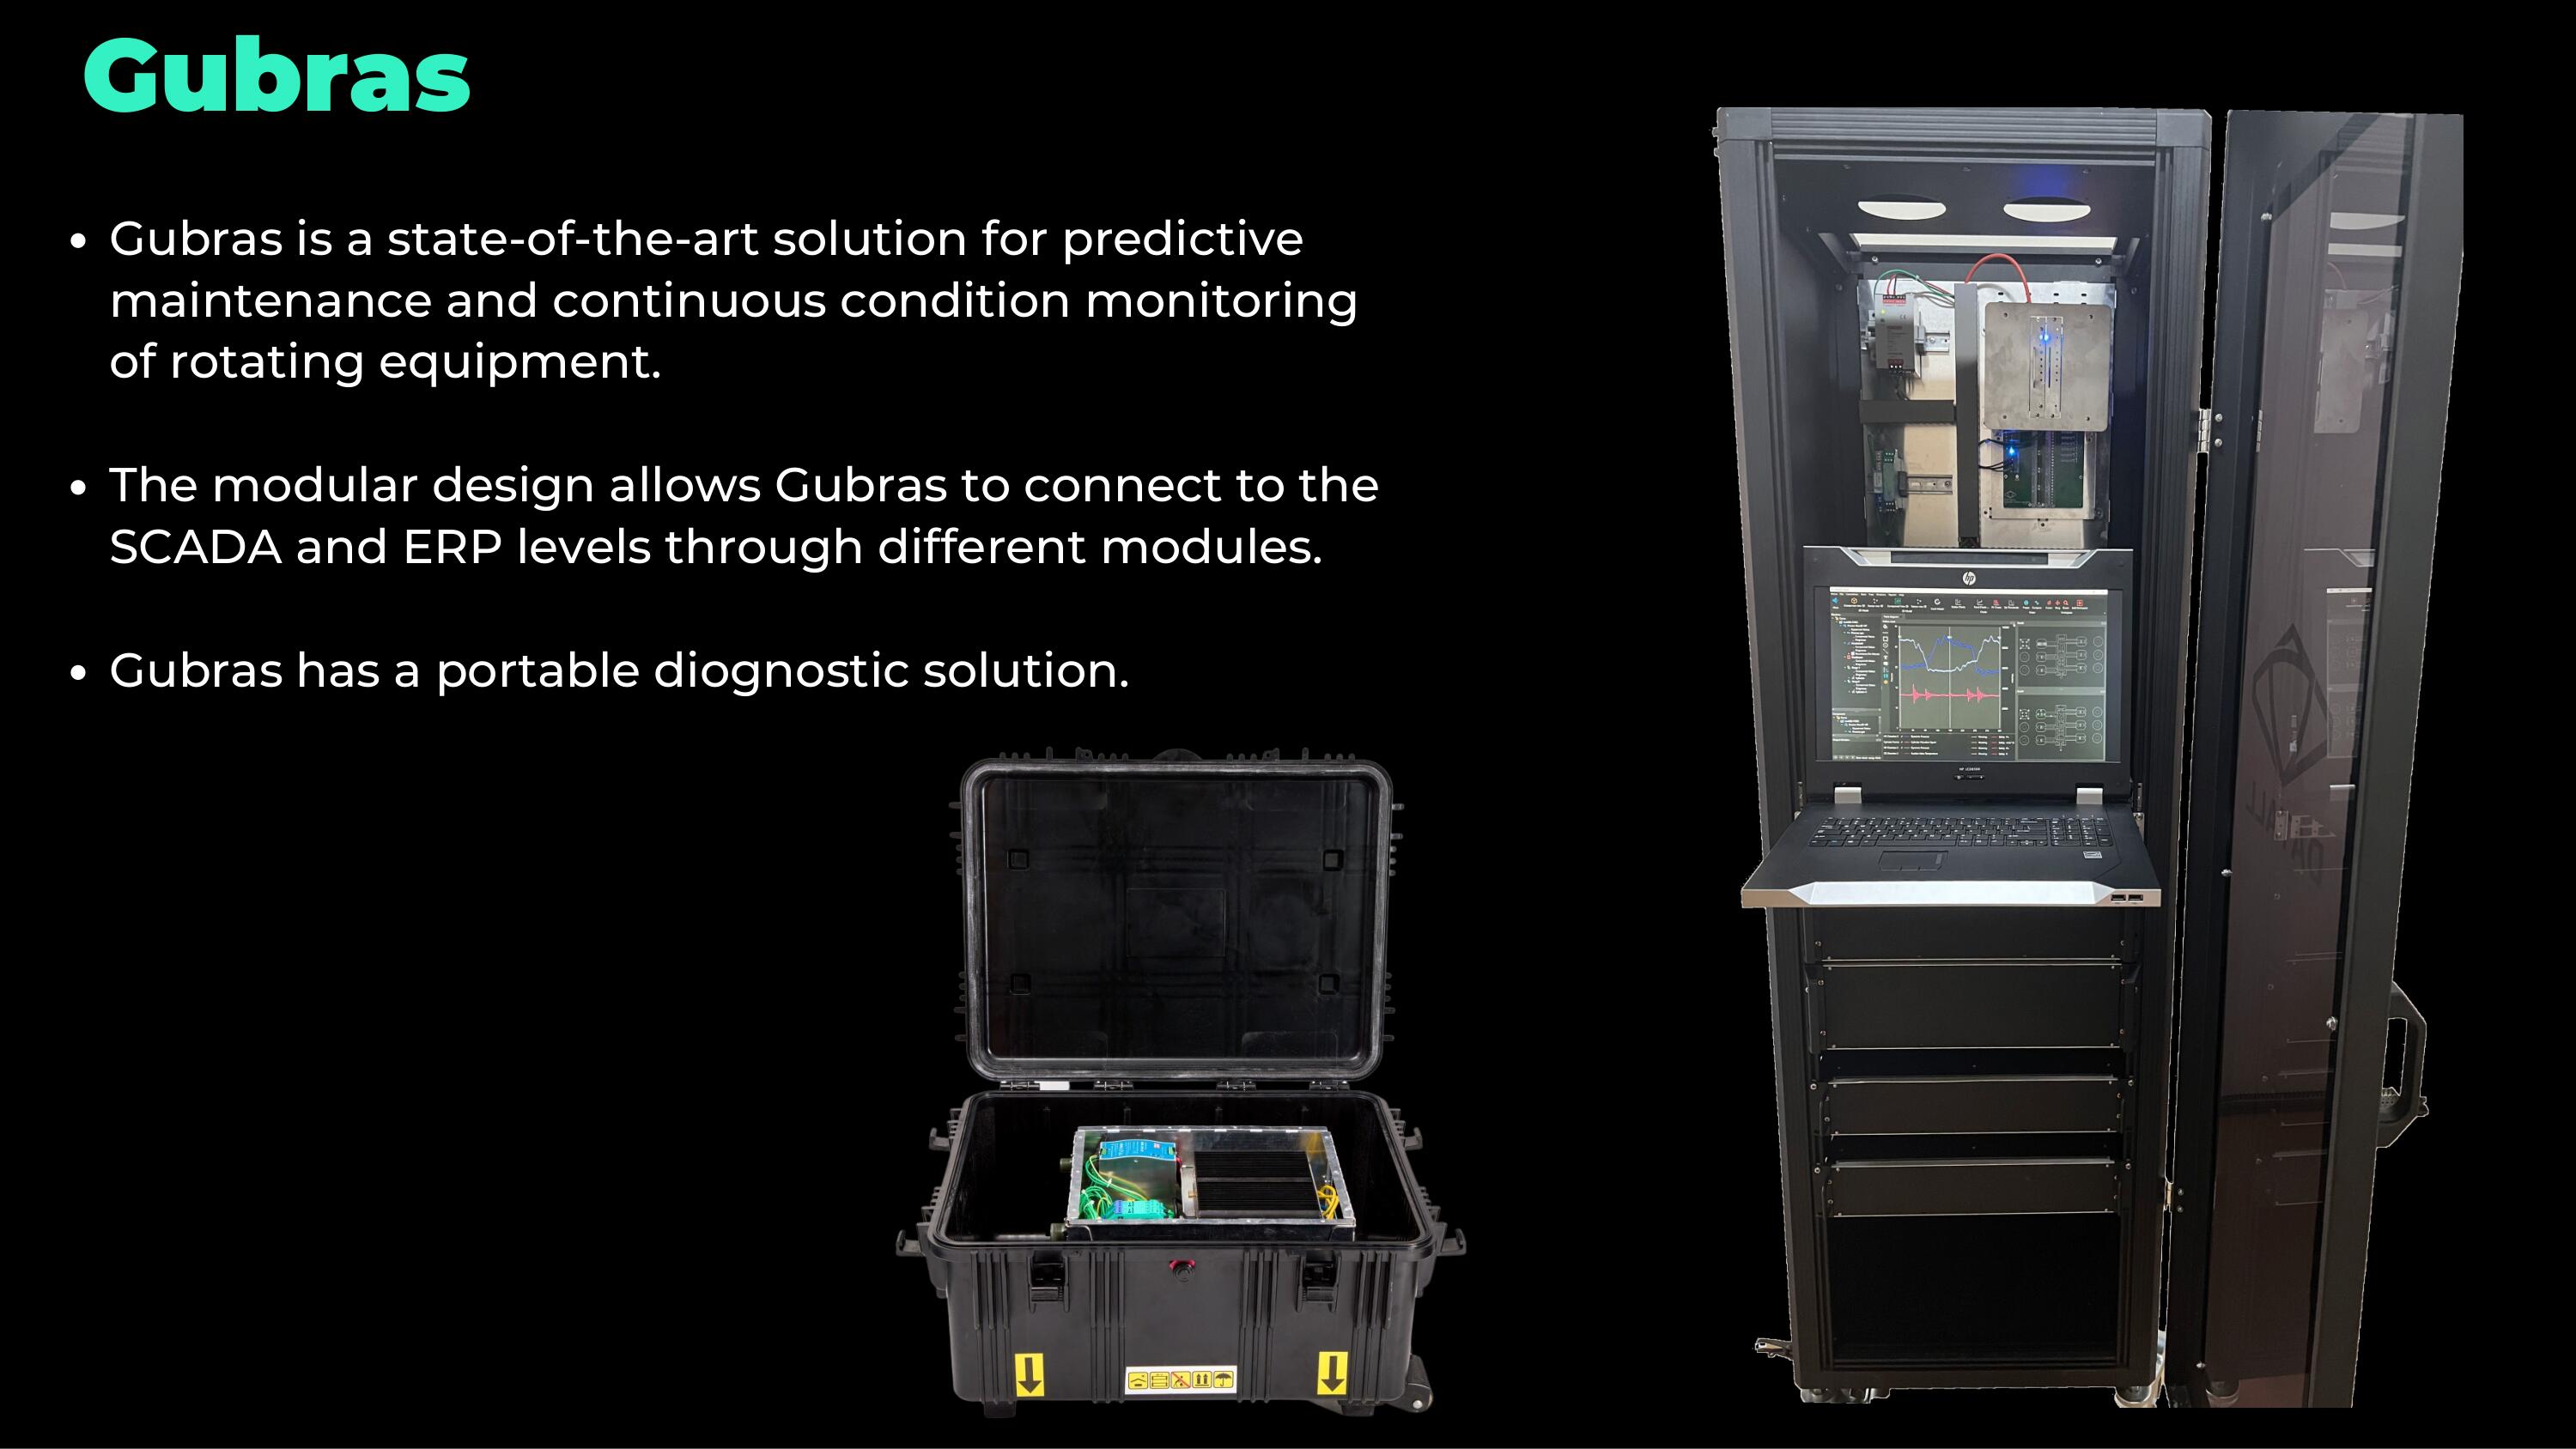 Gubras
• Gubras is a state-of-the-art solution for predictive
maintenance and continuous condition monitoring
of rotating equipment.
• The modular design allows Gubras to connect to the
SCADA and ERP levels through different modules.
• Gubras has a portable diognostic solution.
hp